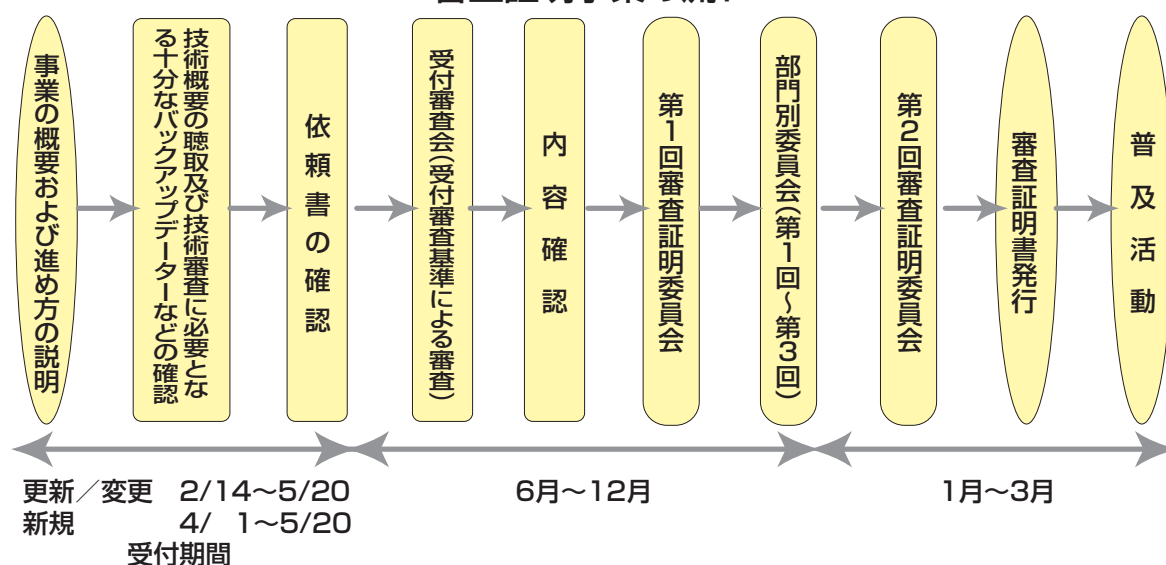 事業の概要および進め方の説明
技術概要の聴取及び技術審査に必要とな
る十分なバックアップデーターなどの確認
依頼書の確認
受付審査会(受付審査基準による審査)
内容確認
第1回審査証明委員会
部門別委員会(第1回〜第3回)
第2回審査証明委員会
審査証明書発行
普及活動
更新／変更 2/14〜5/20
新規 4/ 1〜5/20
受付期間
6月〜12月
1月〜3月